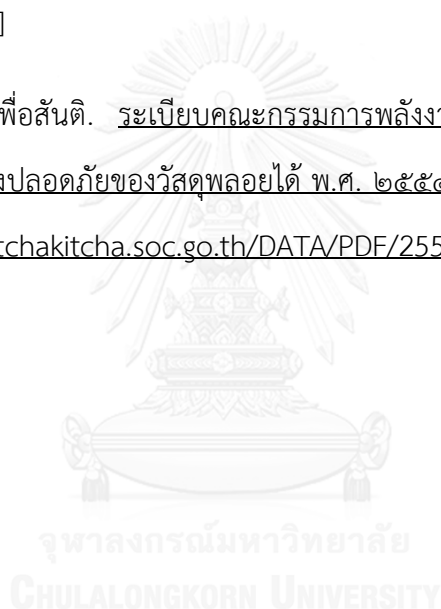 ]
พื่อสันติ. ระเบียบคณะกรรมการพลังงา
งปลอดภัยของวัสดุพลอยได้ พ.ศ. ๒๕๕๔
tchakitcha.soc.go.th/DATA/PDF/255
จุฬาลงกรณ์มหาวิทยาลัย
CHULALONGKORN UNIVERSITY